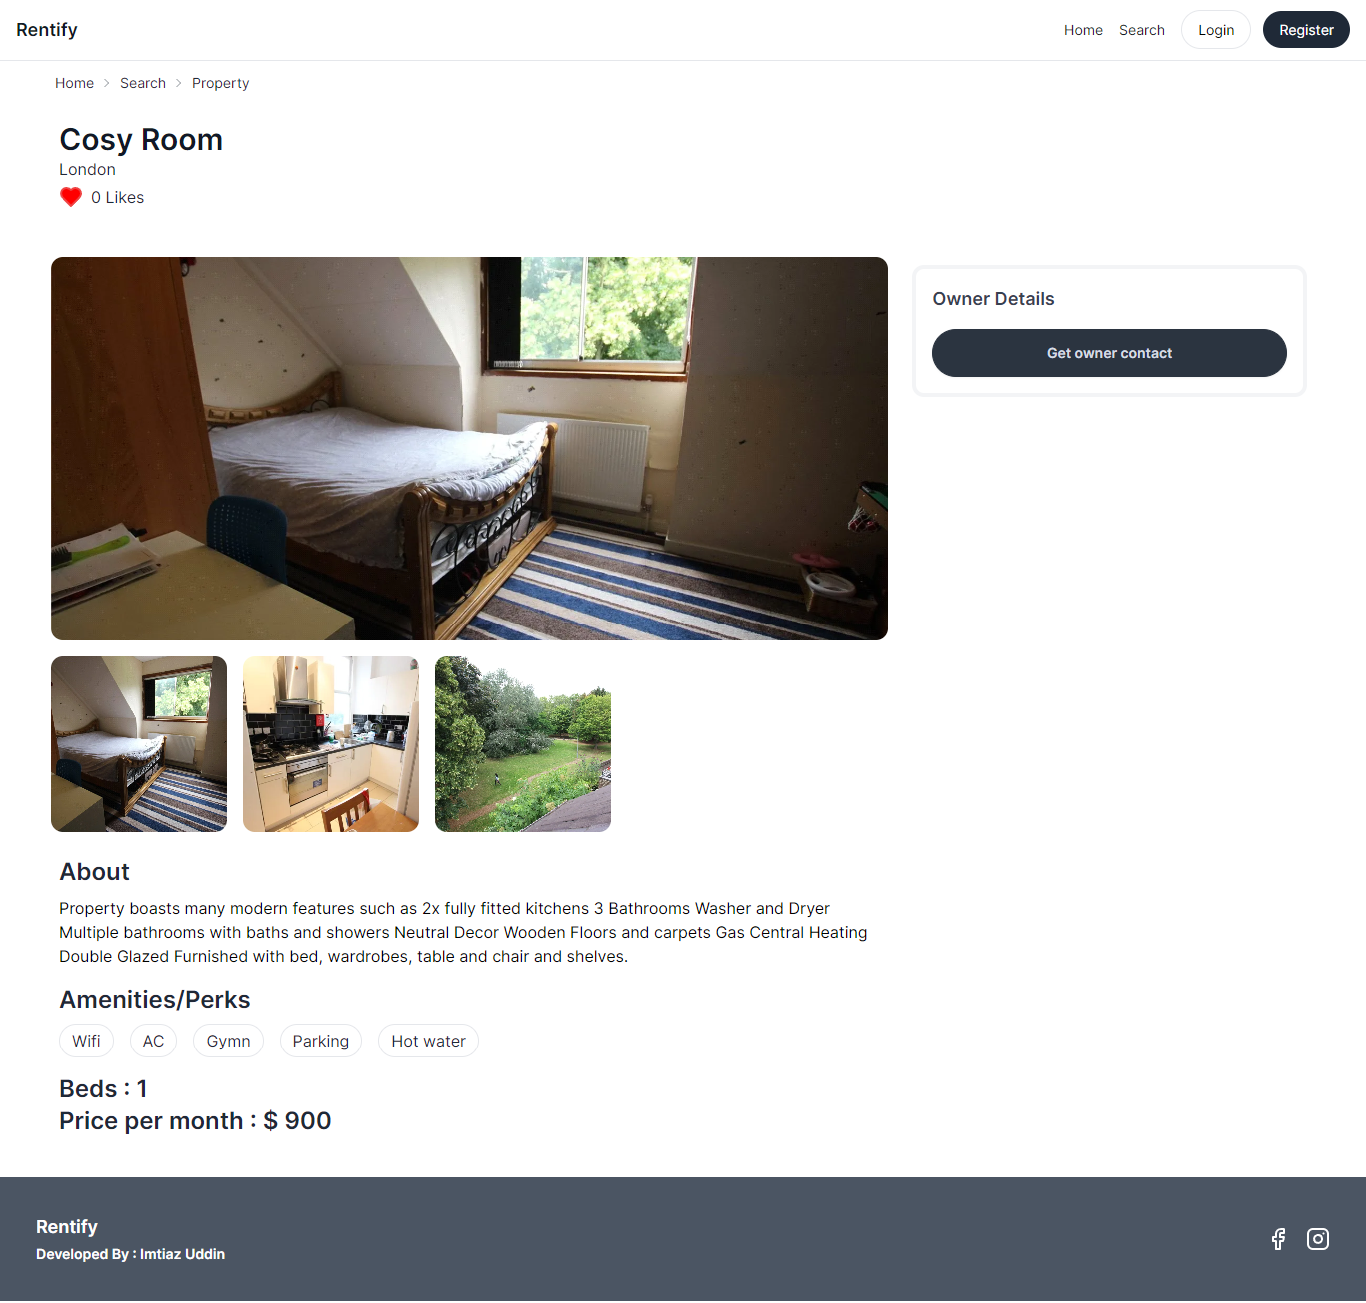 Rentify
Home Search Login Register
Home > Search > Property
Cosy Room
London
0 Likes
Owner Details
Get owner contact
About
Property boasts many modern features such as 2x fully fitted kitchens 3 Bathrooms Washer and Dryer
Multiple bathrooms with baths and showers Neutral Decor Wooden Floors and carpets Gas Central Heating
Double Glazed Furnished with bed, wardrobes, table and chair and shelves.
Amenities/Perks
Wifi AC Gymn Parking Hot water
Beds : 1
Price per month : $ 900
Rentify
Developed By : Imtiaz Uddin